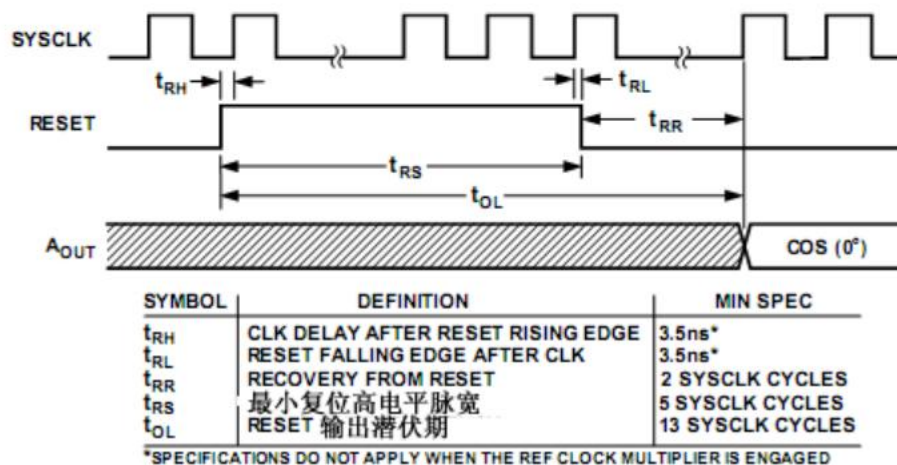 SYSCLK
tRH
tRL
RESET
tRR
tRS
tOL
AOUT
COS (0°)
SYMBOL DEFINITION MIN SPEC
tRH CLK DELAY AFTER RESET RISING EDGE 3.5ns*
tRL RESET FALLING EDGE AFTER CLK 3.5ns*
tRR RECOVERY FROM RESET 2 SYSCLK CYCLES
tRS 最小复位高电平脉宽 5 SYSCLK CYCLES
tOL RESET 输出潜伏期 13 SYSCLK CYCLES
*SPECIFICATIONS DO NOT APPLY WHEN THE REF CLOCK MULTIPLIER IS ENGAGED